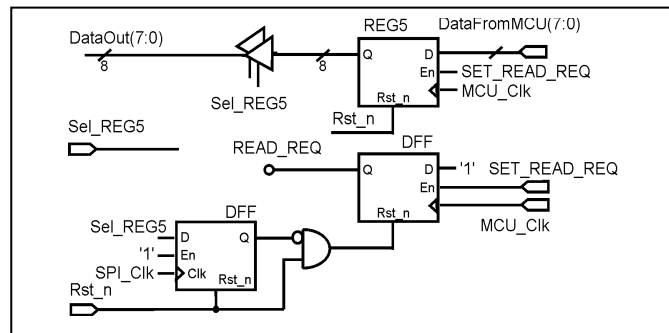 REG5
DataFromMCU(7:0)
DataOut(7:0)
8
8
Q
D
En
SET_READ_REQ
MCU_Clk
Rst_n
Sel_REG5
Rst_n
Sel_REG5
READ_REQ
DFF
Q
D
'1'
SET_READ_REQ
En
Rst_n
MCU_Clk
DFF
Sel_REG5
D
Q
'1'
En
SPI_Clk
Clk
Rst_n
Rst_n